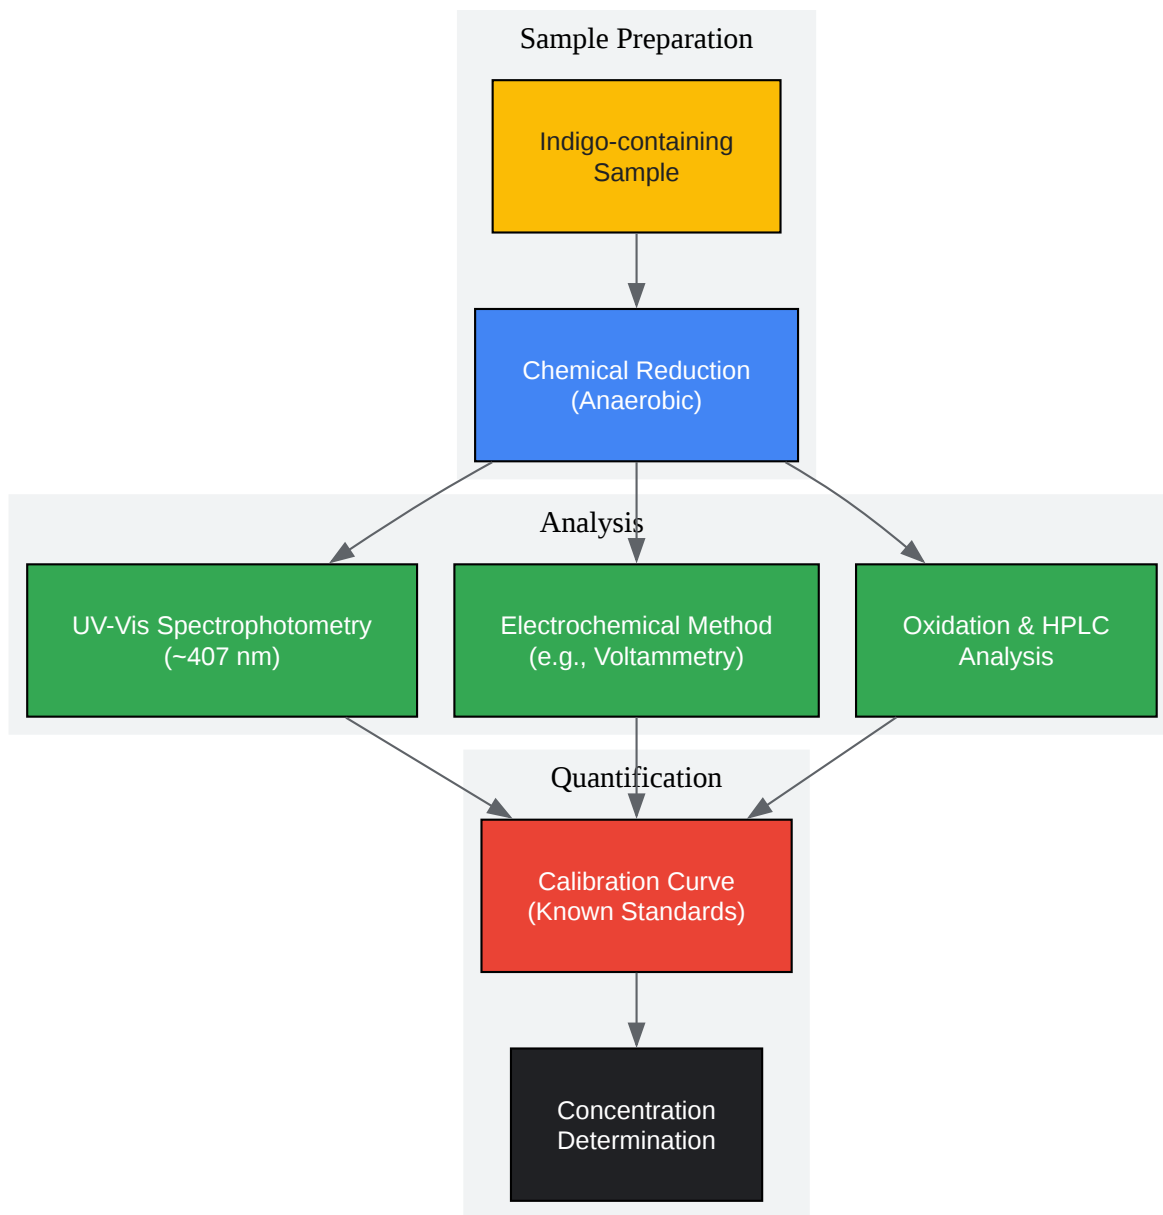 Sample Preparation
Indigo-containing
Sample
Chemical Reduction
(Anaerobic)
Analysis
UV-Vis Spectrophotometry
(~407 nm)
Electrochemical Method
(e.g., Voltammetry)
Oxidation & HPLC
Analysis
Quantification
Calibration Curve
(Known Standards)
Concentration
Determination